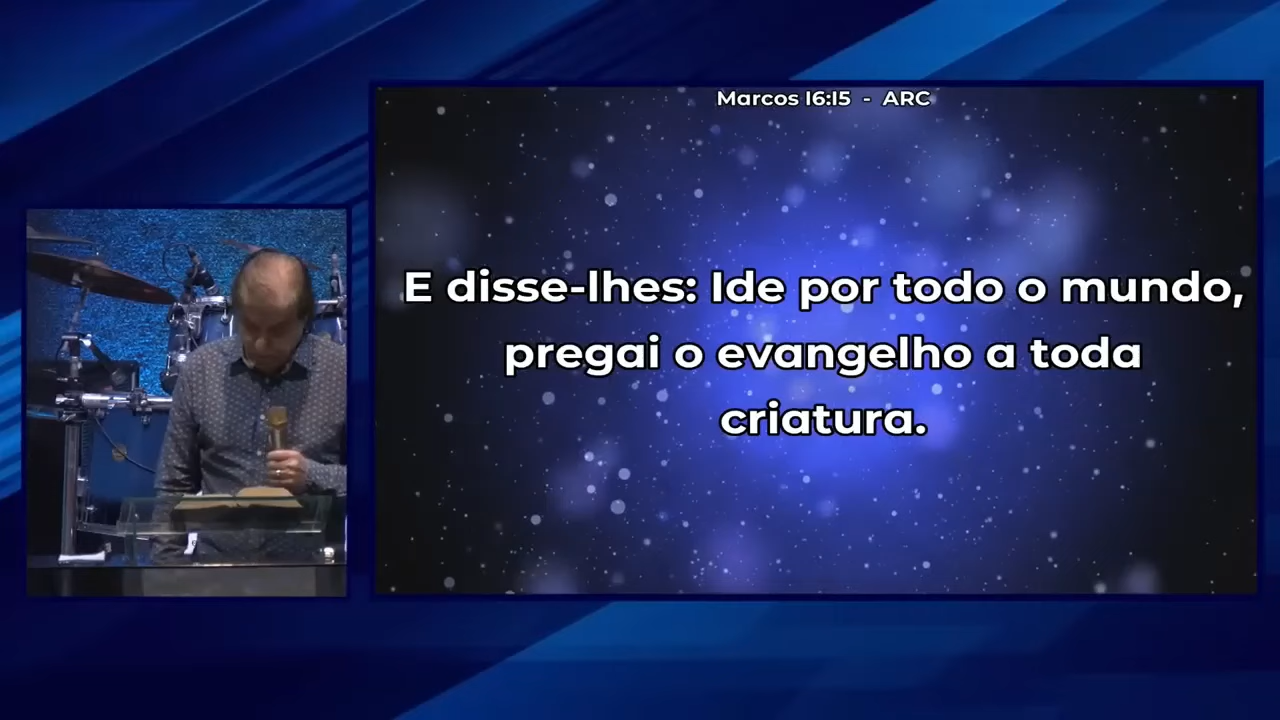 Marcos 16:15 - ARC
E disse-lhes: Ide por todo o mundo,
pregai o evangelho a toda
criatura.